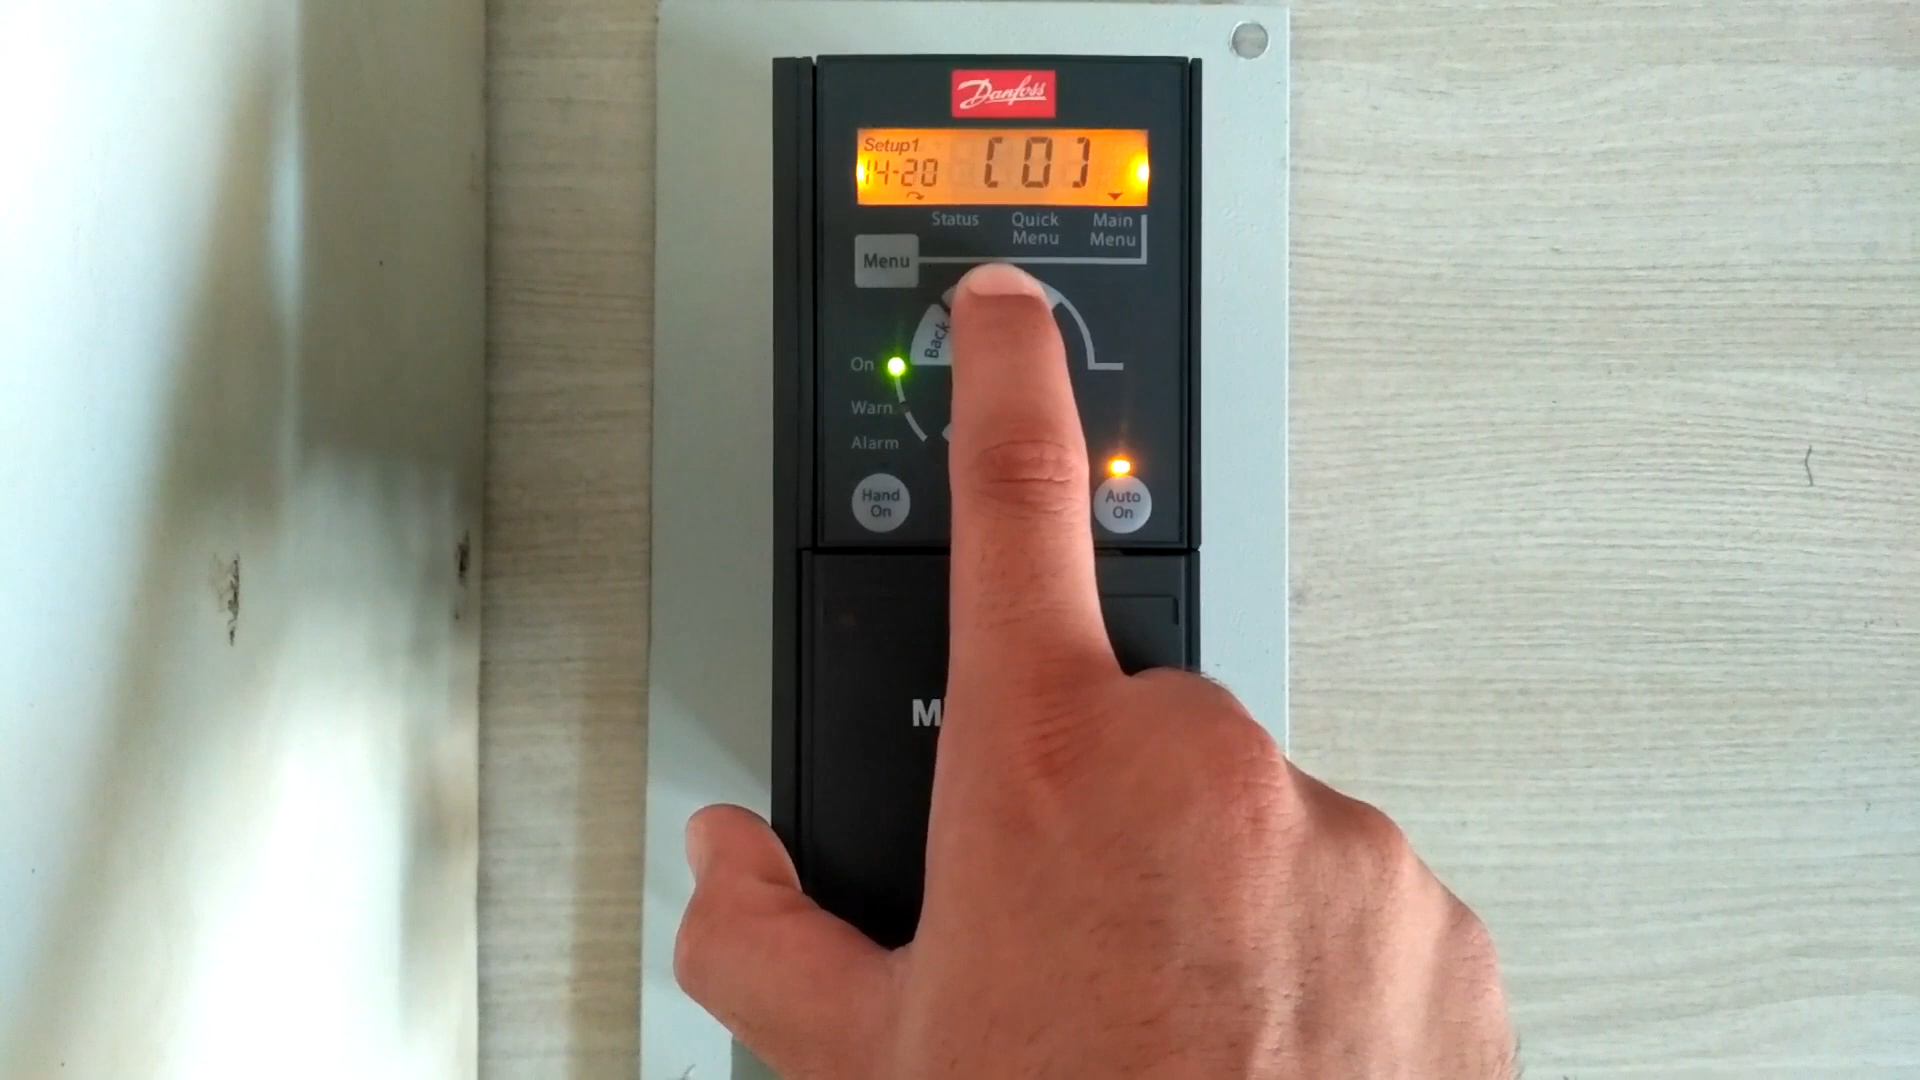 Danfoss
Setup1
14-20 [0]
Status Quick Menu Main Menu
Menu
Back
On
Warn
Alarm
Hand On
Auto On
M